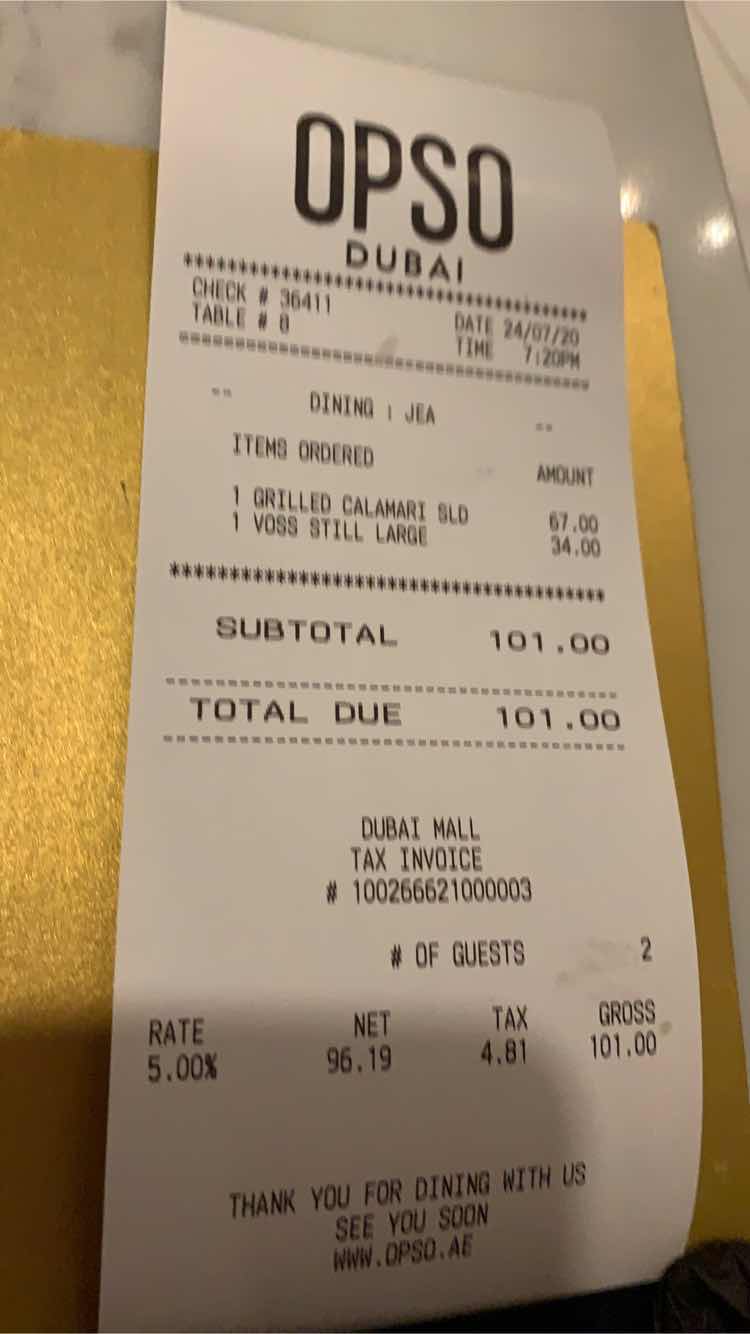 OPSO
DUBAI
****************************************
CHECK # 36411 DATE 24/07/20
TABLE # 8 TIME 7:20PM
========================================
-- DINING : JEA --
ITEMS ORDERED AMOUNT
1 GRILLED CALAMARI SLD 67.00
1 VOSS STILL LARGE 34.00
****************************************
SUBTOTAL 101.00
----------------------------------------
TOTAL DUE 101.00
----------------------------------------
DUBAI MALL
TAX INVOICE
# 100266621000003
# OF GUESTS 2
RATE NET TAX GROSS
5.00% 96.19 4.81 101.00
THANK YOU FOR DINING WITH US
SEE YOU SOON
WWW.OPSO.AE